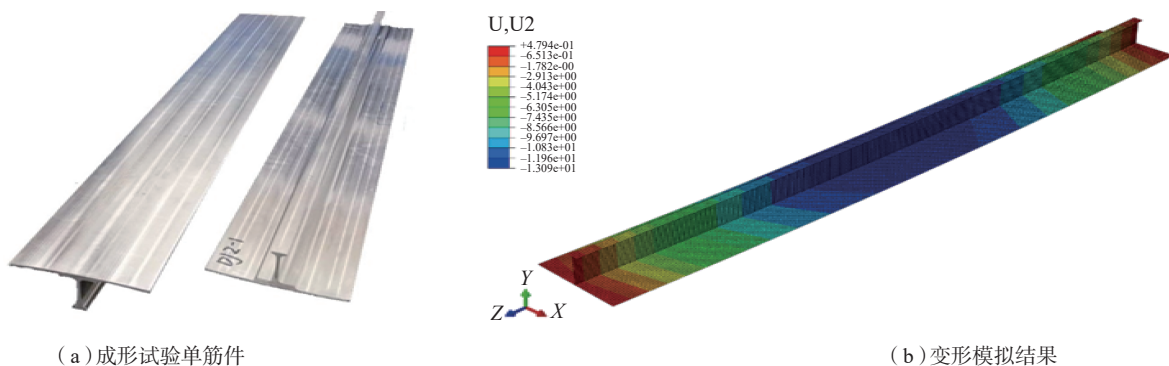 DJ2-1
U,U2
+4.794e-01
−6.513e-01
−1.782e-00
−2.913e+00
−4.043e+00
−5.174e+00
−6.305e+00
−7.435e+00
−8.566e+00
−9.697e+00
−1.083e+01
−1.196e+01
−1.309e+01
Y
Z
X
（a）成形试验单筋件
（b）变形模拟结果